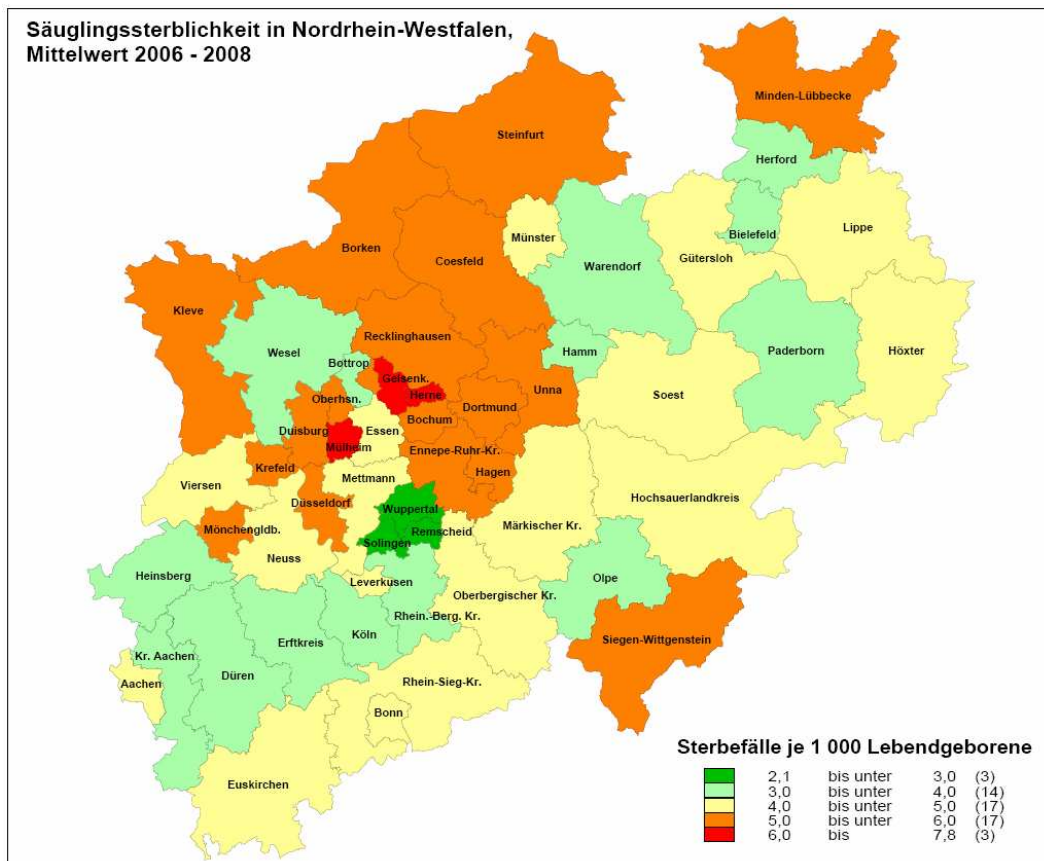 Säuglingssterblichkeit in Nordrhein-Westfalen,
Mittelwert 2006 - 2008
Minden-Lübbecke
Steinfurt
Herford
Lippe
Münster
Bielefeld
Borken
Coesfeld
Gütersloh
Warendorf
Kleve
Recklinghausen
Wesel
Hamm
Paderborn
Höxter
Bottrop
Gelsenk.
Unna
Herne
Soest
Oberhsn.
Dortmund
Bochum
Duisburg
Essen
Mülheim
Ennepe-Ruhr-Kr.
Krefeld
Hagen
Mettmann
Viersen
Hochsauerlandkreis
Düsseldorf
Wuppertal
Märkischer Kr.
Mönchengldb.
Remscheid
Solingen
Neuss
Heinsberg
Leverkusen
Olpe
Oberbergischer Kr.
Rhein.-Berg. Kr.
Köln
Erftkreis
Siegen-Wittgenstein
Kr. Aachen
Düren
Aachen
Rhein-Sieg-Kr.
Bonn
Euskirchen
Sterbefälle je 1 000 Lebendgeborene
2,1 bis unter 3,0 (3)
3,0 bis unter 4,0 (14)
4,0 bis unter 5,0 (17)
5,0 bis unter 6,0 (17)
6,0 bis 7,8 (3)